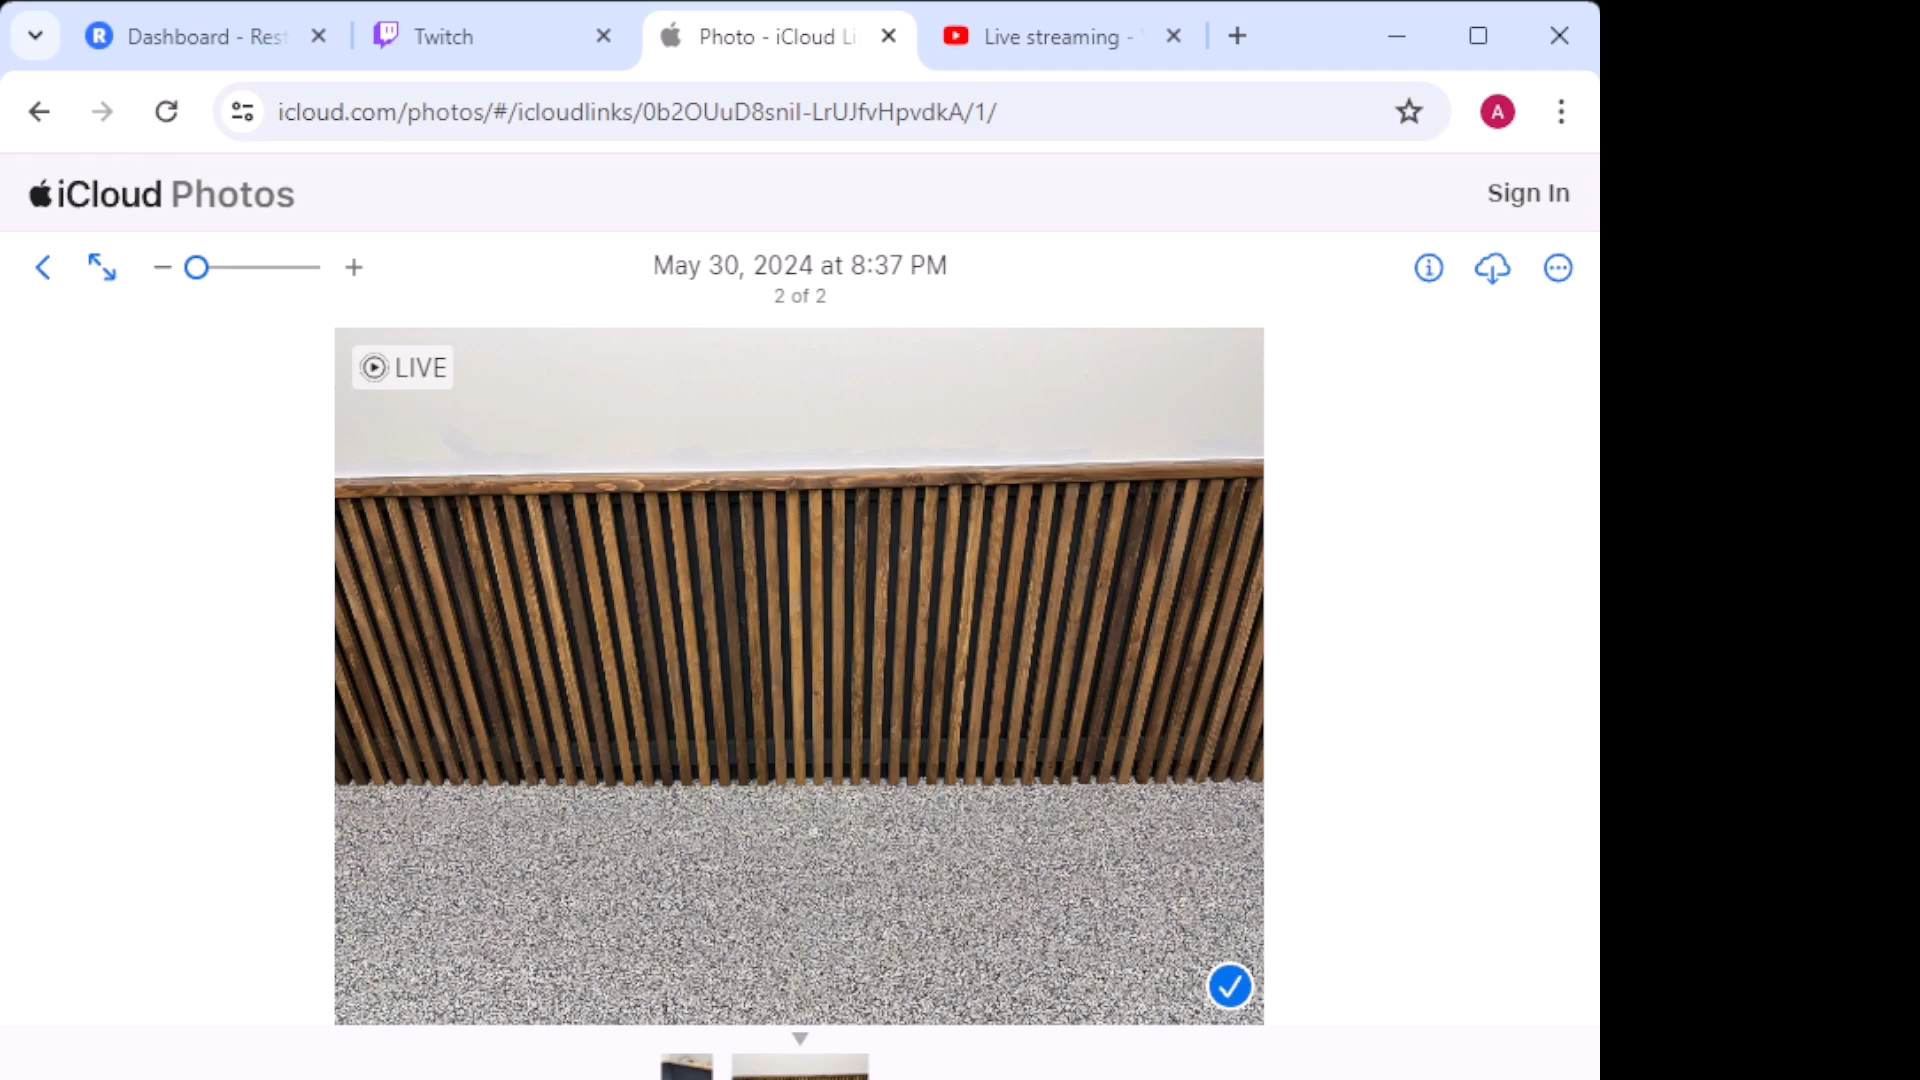 Dashboard - Rest
Twitch
Photo - iCloud Li
Live streaming -
icloud.com/photos/#/icloudlinks/0b2OUuD8sniI-LrUJfvHpvdkA/1/
A
iCloud Photos
Sign In
May 30, 2024 at 8:37 PM
2 of 2
LIVE